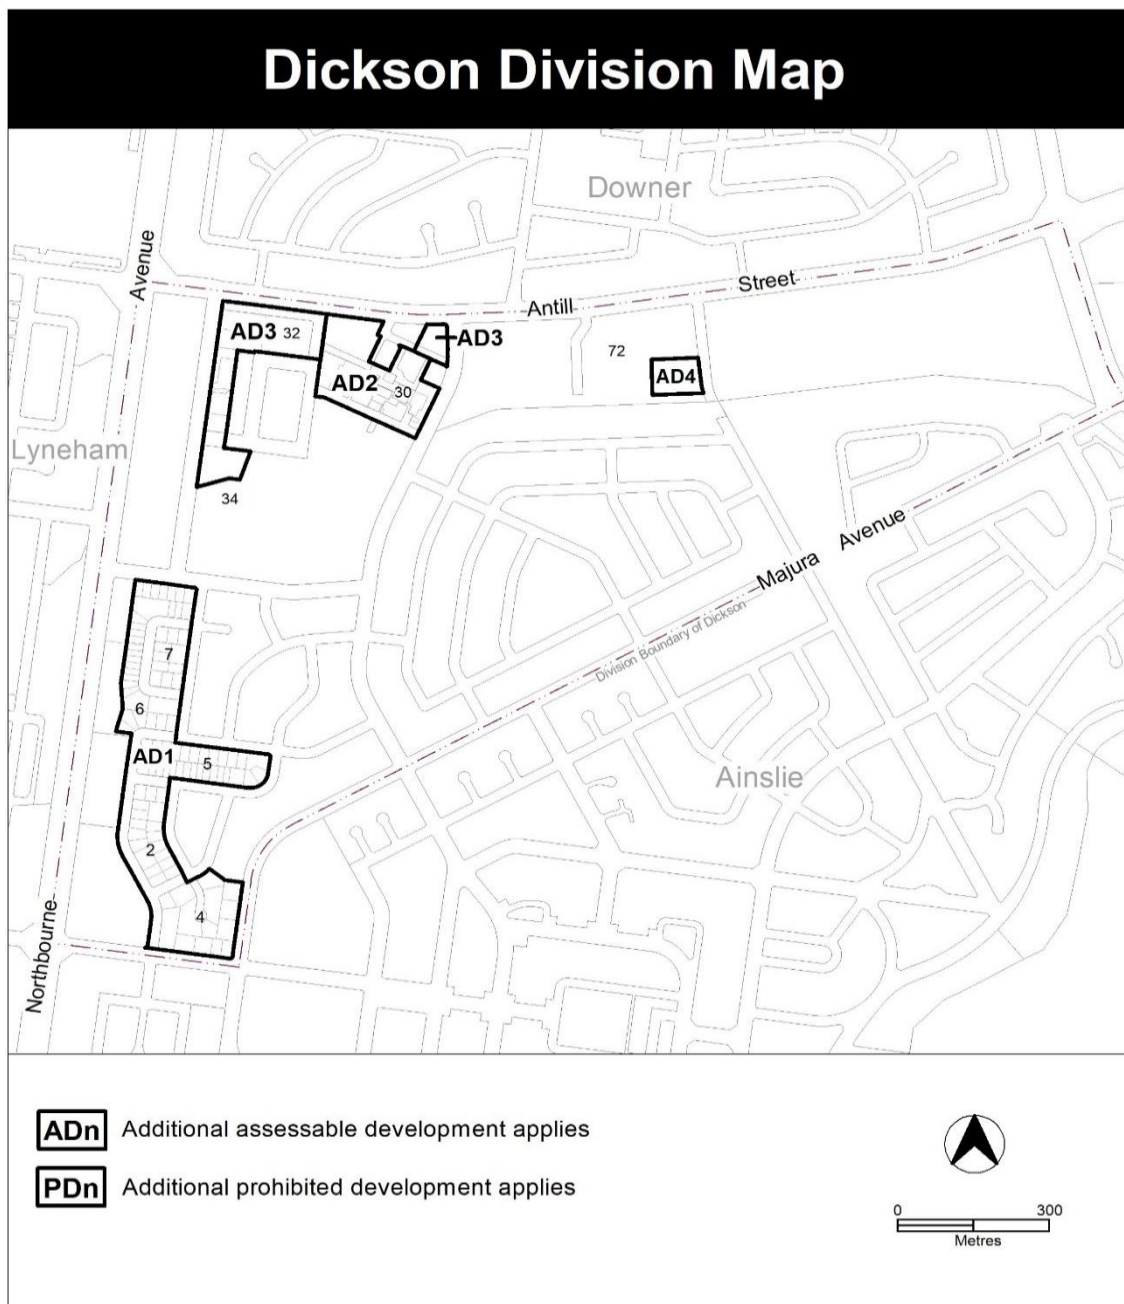 Dickson Division Map
Downer
Avenue
Antill
Street
AD3
32
AD3
AD2
30
72
AD4
Lyneham
34
Majura
Avenue
Division Boundary of Dickson
7
6
AD1
5
Ainslie
2
4
Northbourne
ADn
Additional assessable development applies
PDn
Additional prohibited development applies
0
300
Metres